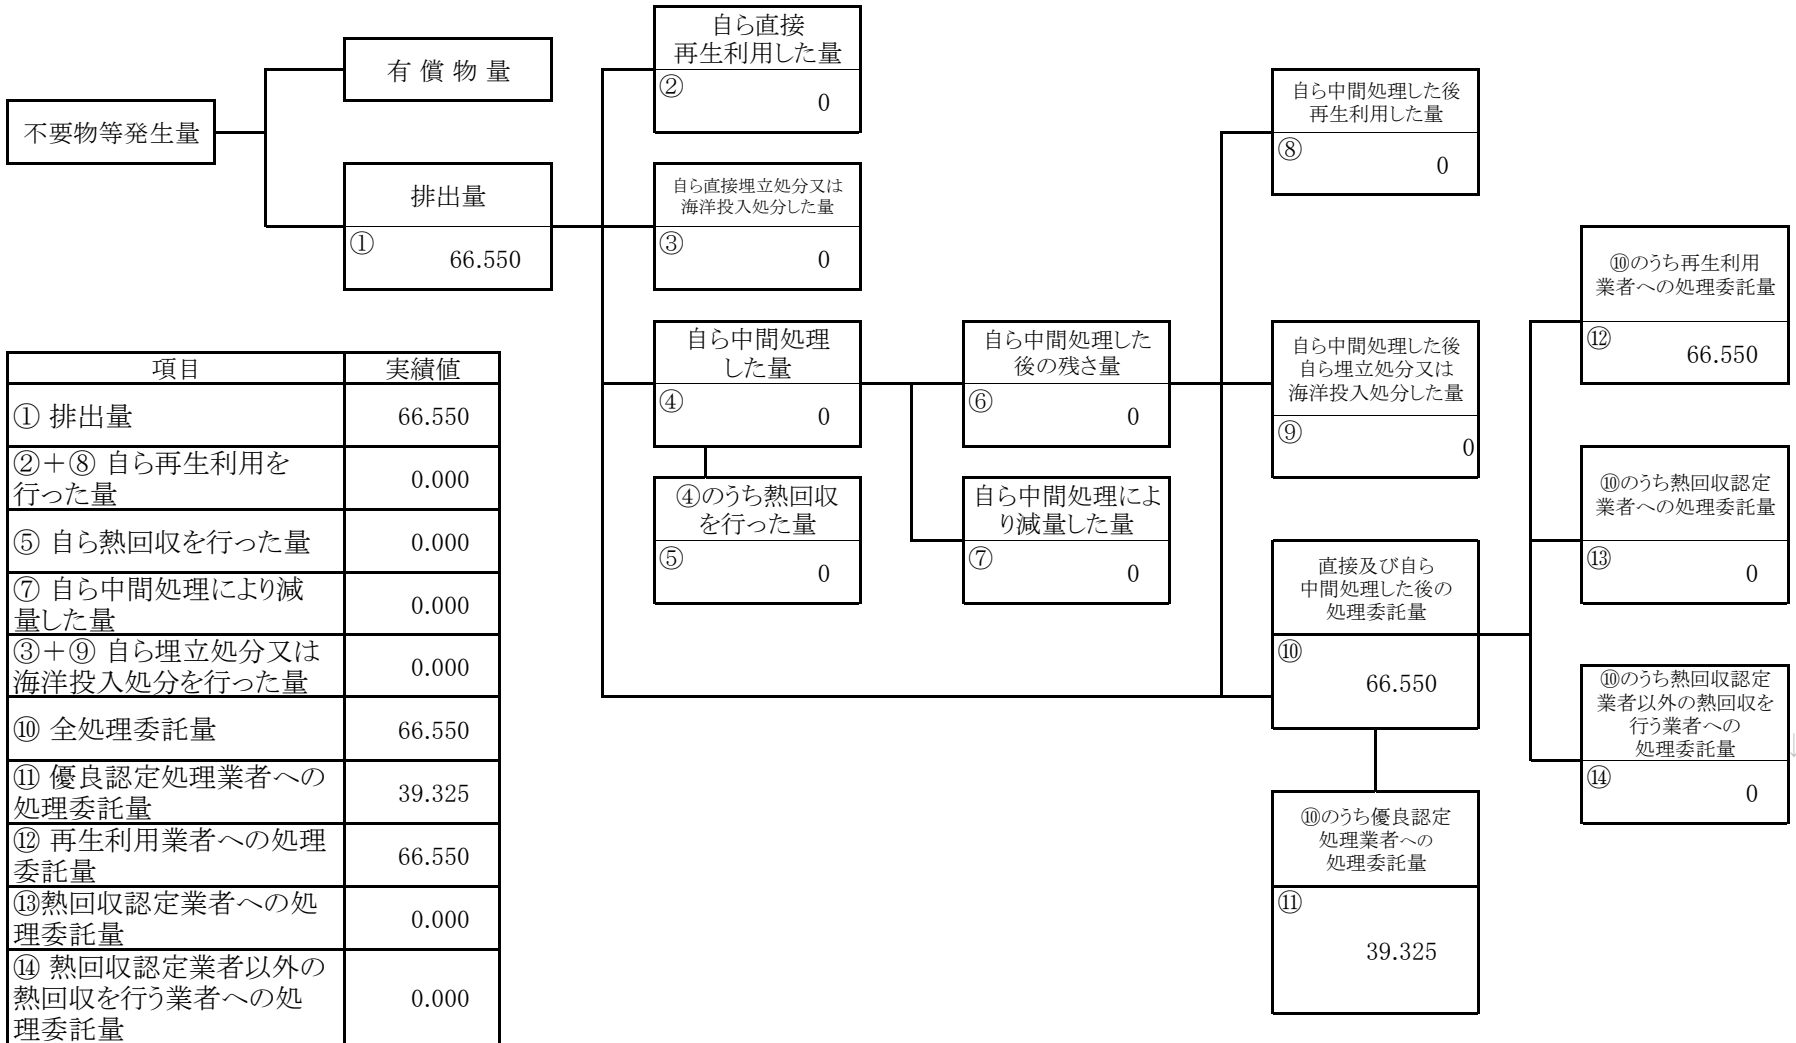 不要物等発生量
有 償 物 量
排出量
①
66.550
自ら直接
再生利用した量
②
0
自ら直接埋立処分又は
海洋投入処分した量
③
0
自ら中間処理
した量
④
0
④のうち熱回収
を行った量
⑤
0
自ら中間処理した
後の残さ量
⑥
0
自ら中間処理によ
り減量した量
⑦
0
自ら中間処理した後
再生利用した量
⑧
0
自ら中間処理した後
自ら埋立処分又は
海洋投入処分した量
⑨
0
直接及び自ら
中間処理した後の
処理委託量
⑩
66.550
⑩のうち優良認定
処理業者への
処理委託量
⑪
39.325
⑩のうち再生利用
業者への処理委託量
⑫
66.550
⑩のうち熱回収認定
業者への処理委託量
⑬
0
⑩のうち熱回収認定
業者以外の熱回収を
行う業者への
処理委託量
⑭
0
↓
項目 実績値
① 排出量 66.550
②＋⑧ 自ら再生利用を
行った量 0.000
⑤ 自ら熱回収を行った量 0.000
⑦ 自ら中間処理により減
量した量 0.000
③＋⑨ 自ら埋立処分又は
海洋投入処分を行った量 0.000
⑩ 全処理委託量 66.550
⑪ 優良認定処理業者への
処理委託量 39.325
⑫ 再生利用業者への処理
委託量 66.550
⑬熱回収認定業者への処
理委託量 0.000
⑭ 熱回収認定業者以外の
熱回収を行う業者への処 0.000
理委託量